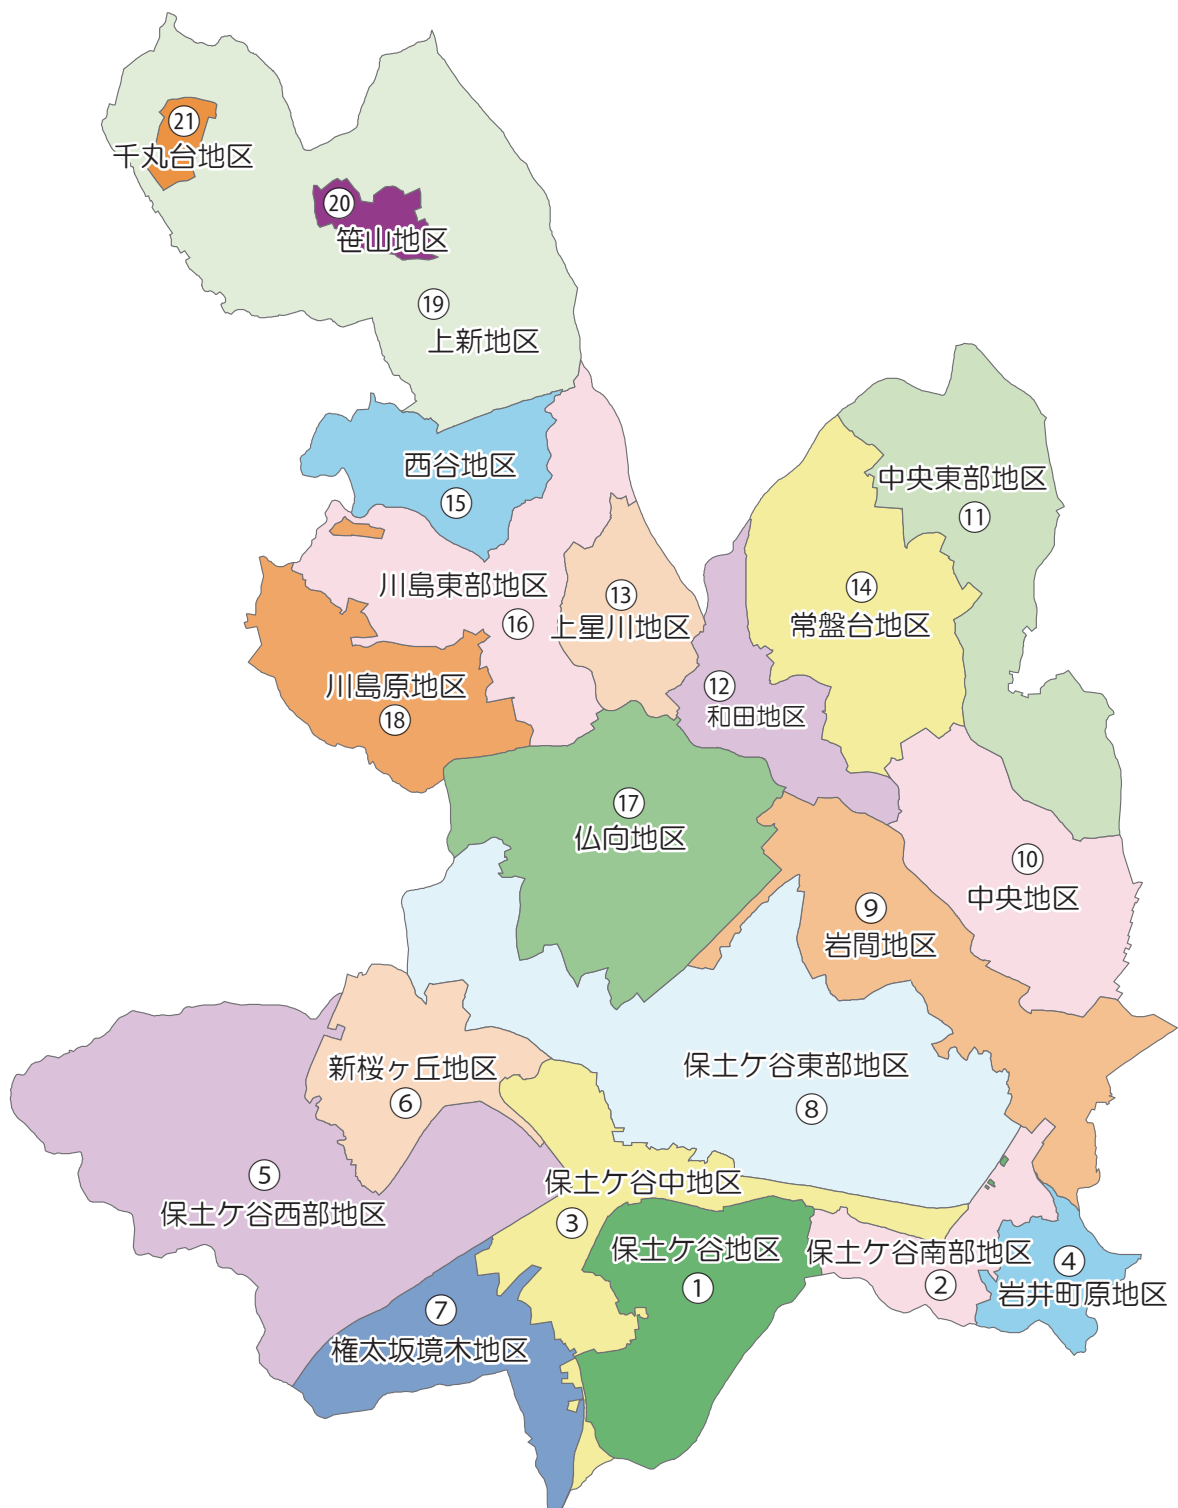 ㉑
千丸台地区
⑳
笹山地区
⑲
上新地区
西谷地区
⑮
中央東部地区
⑪
川島東部地区
⑯
⑬
上星川地区
⑭
常盤台地区
川島原地区
⑱
⑫
和田地区
⑰
仏向地区
⑩
中央地区
⑨
岩間地区
新桜ヶ丘地区
⑥
保土ケ谷東部地区
⑧
⑤
保土ケ谷西部地区
保土ケ谷中地区
③
保土ケ谷地区
①
保土ケ谷南部地区
②
④
岩井町原地区
⑦
権太坂境木地区